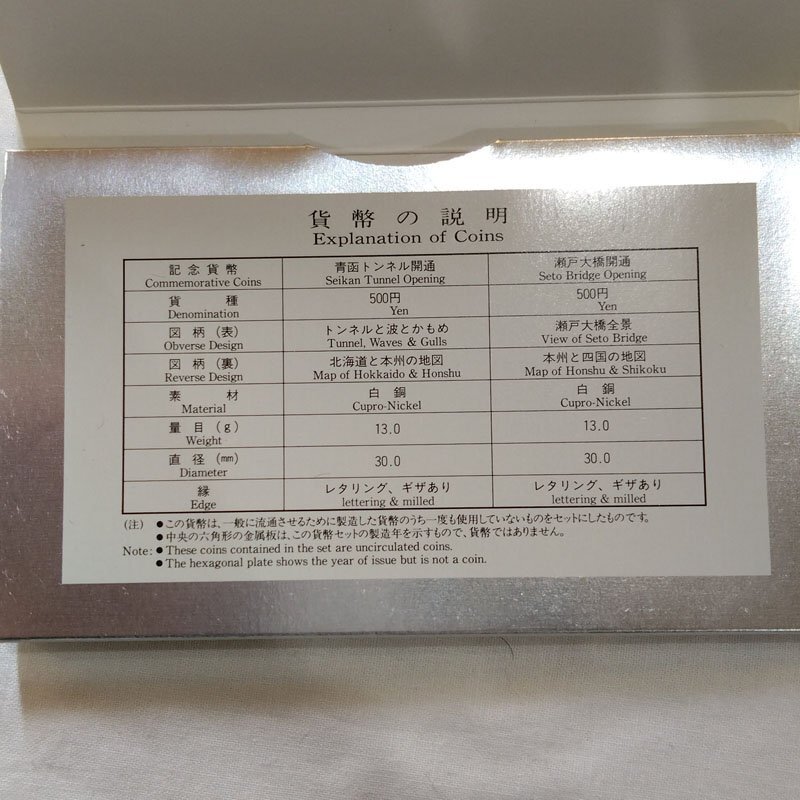 貨幣の説明
Explanation of Coins
記念貨幣 青函トンネル開通 瀬戸大橋開通
Commemorative Coins Seikan Tunnel Opening Seto Bridge Opening
貨種 500円 500円
Denomination Yen Yen
図柄(表) トンネルと波とかもめ 瀬戸大橋全景
Obverse Design Tunnel, Waves & Gulls View of Seto Bridge
図柄(裏) 北海道と本州の地図 本州と四国の地図
Reverse Design Map of Hokkaido & Honshu Map of Honshu & Shikoku
素材 白銅 白銅
Material Cupro-Nickel Cupro-Nickel
量目(g) 13.0 13.0
Weight
直径(mm) 30.0 30.0
Diameter
縁 レタリング、ギザあり レタリング、ギザあり
Edge lettering & milled lettering & milled
(注) ●この貨幣は、一般に流通させるために製造した貨幣のうち一度も使用していないものをセットにしたものです。
●中央の六角形の金属板は、この貨幣セットの製造年を示すもので、貨幣ではありません。
Note: ●These coins contained in the set are uncirculated coins.
●The hexagonal plate shows the year of issue but is not a coin.